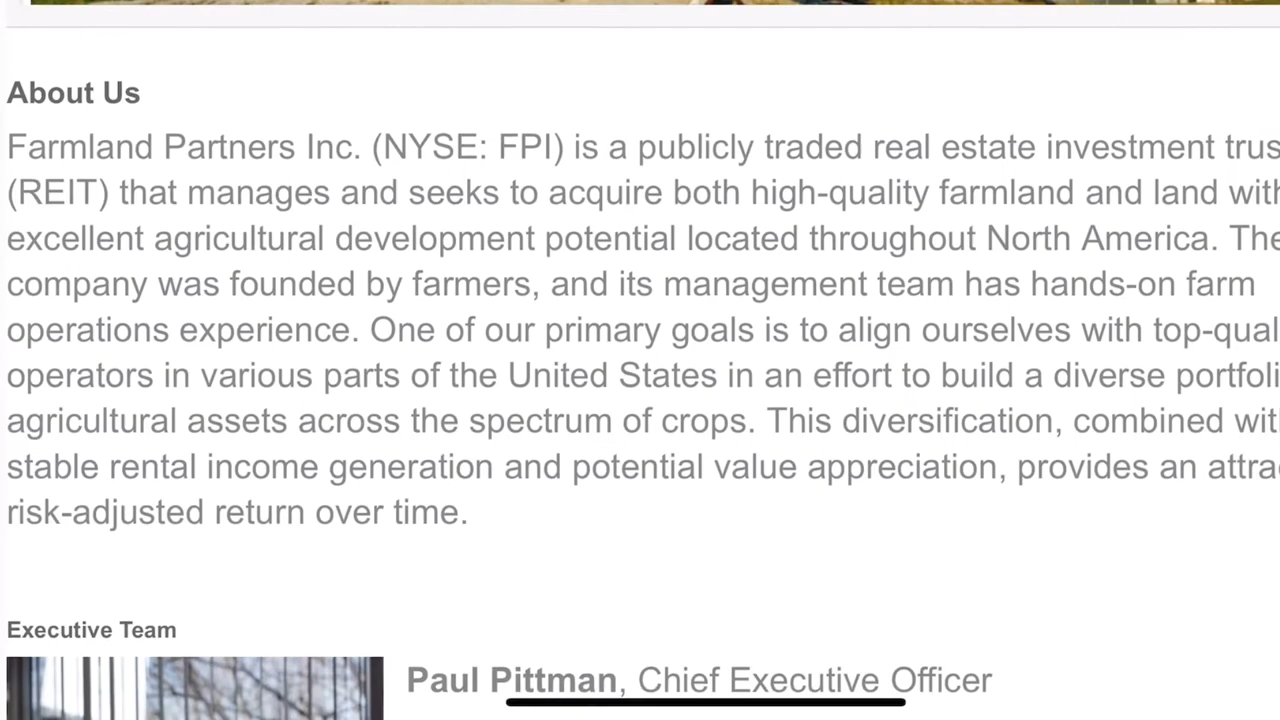 About Us
Farmland Partners Inc. (NYSE: FPI) is a publicly traded real estate investment trus
(REIT) that manages and seeks to acquire both high-quality farmland and land with
excellent agricultural development potential located throughout North America. The
company was founded by farmers, and its management team has hands-on farm
operations experience. One of our primary goals is to align ourselves with top-qual
operators in various parts of the United States in an effort to build a diverse portfoli
agricultural assets across the spectrum of crops. This diversification, combined with
stable rental income generation and potential value appreciation, provides an attrac
risk-adjusted return over time.
Executive Team
Paul Pittman, Chief Executive Officer